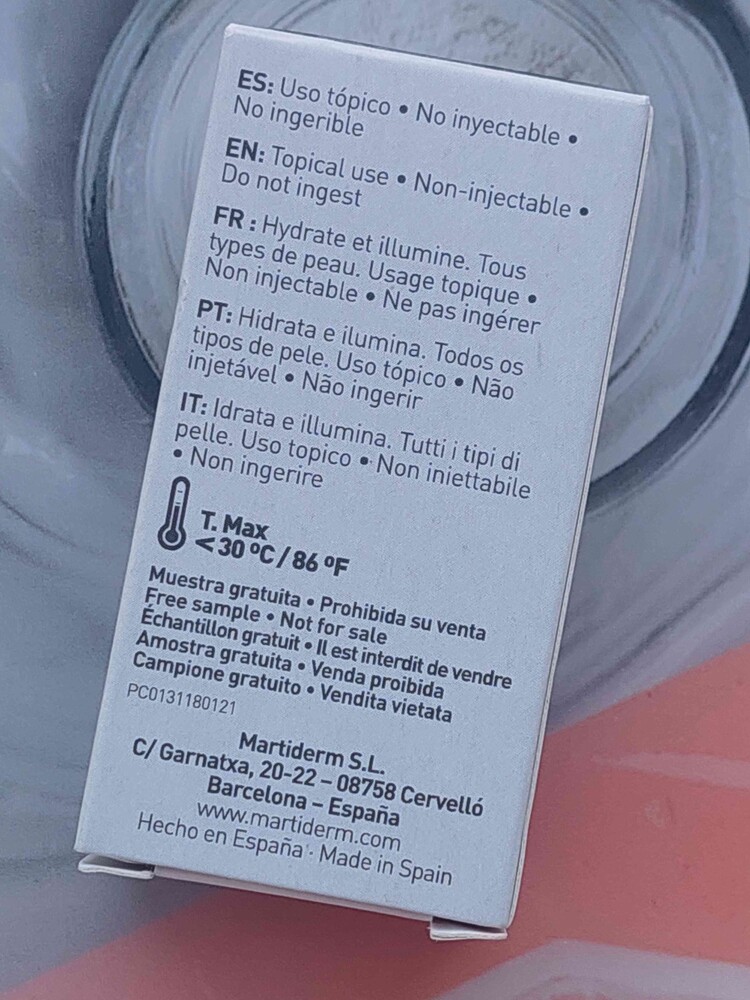 ES: Uso tópico • No inyectable •
No ingerible
EN: Topical use • Non-injectable •
Do not ingest
FR : Hydrate et illumine. Tous
types de peau. Usage topique •
Non injectable • Ne pas ingérer
PT: Hidrata e ilumina. Todos os
tipos de pele. Uso tópico • Não
injetável • Não ingerir
IT: Idrata e illumina. Tutti i tipi di
pelle. Uso topico • Non iniettabile
• Non ingerire
T. Max
<30 ºC / 86 ºF
Muestra gratuita • Prohibida su venta
Free sample • Not for sale
Échantillon gratuit • Il est interdit de vendre
Amostra gratuita • Venda proibida
Campione gratuito • Vendita vietata
PC0131180121
Martiderm S.L.
C/ Garnatxa, 20-22 – 08758 Cervelló
Barcelona – España
www.martiderm.com
Hecho en España · Made in Spain